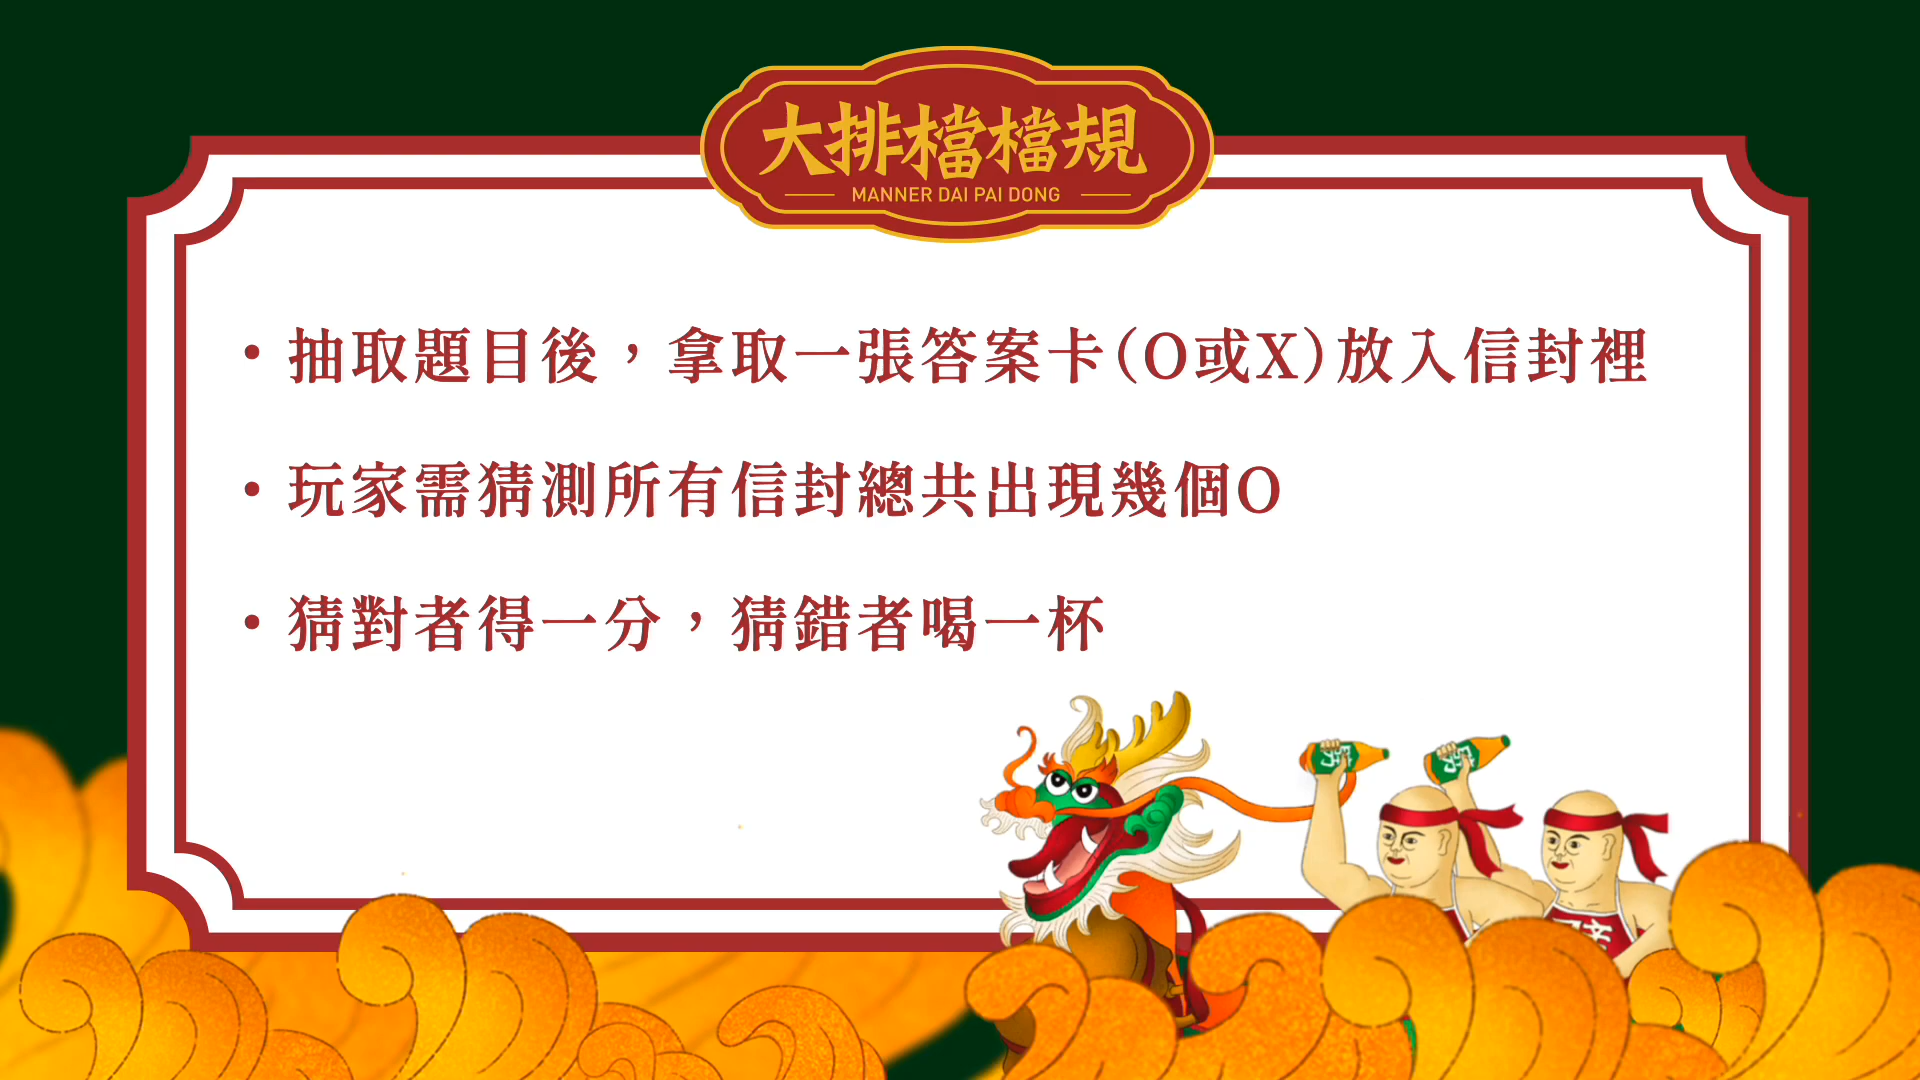 大排檔檔規
MANNER DAI PAI DONG
・抽取題目後，拿取一張答案卡(O或X)放入信封裡
・玩家需猜測所有信封總共出現幾個O
・猜對者得一分，猜錯者喝一杯